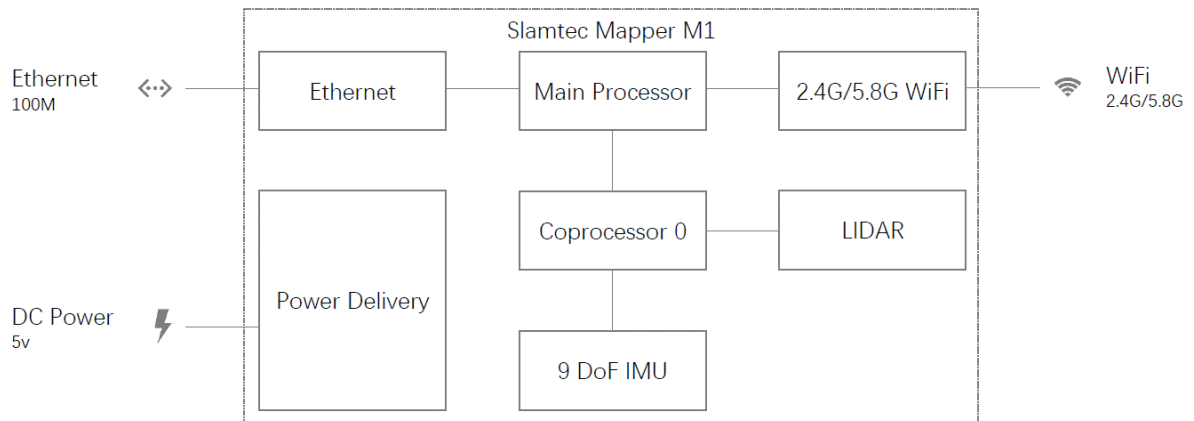 Slamtec Mapper M1
Ethernet
100M
Ethernet
Main Processor
2.4G/5.8G WiFi
WiFi
2.4G/5.8G
Coprocessor 0
LIDAR
Power Delivery
DC Power
5v
9 DoF IMU